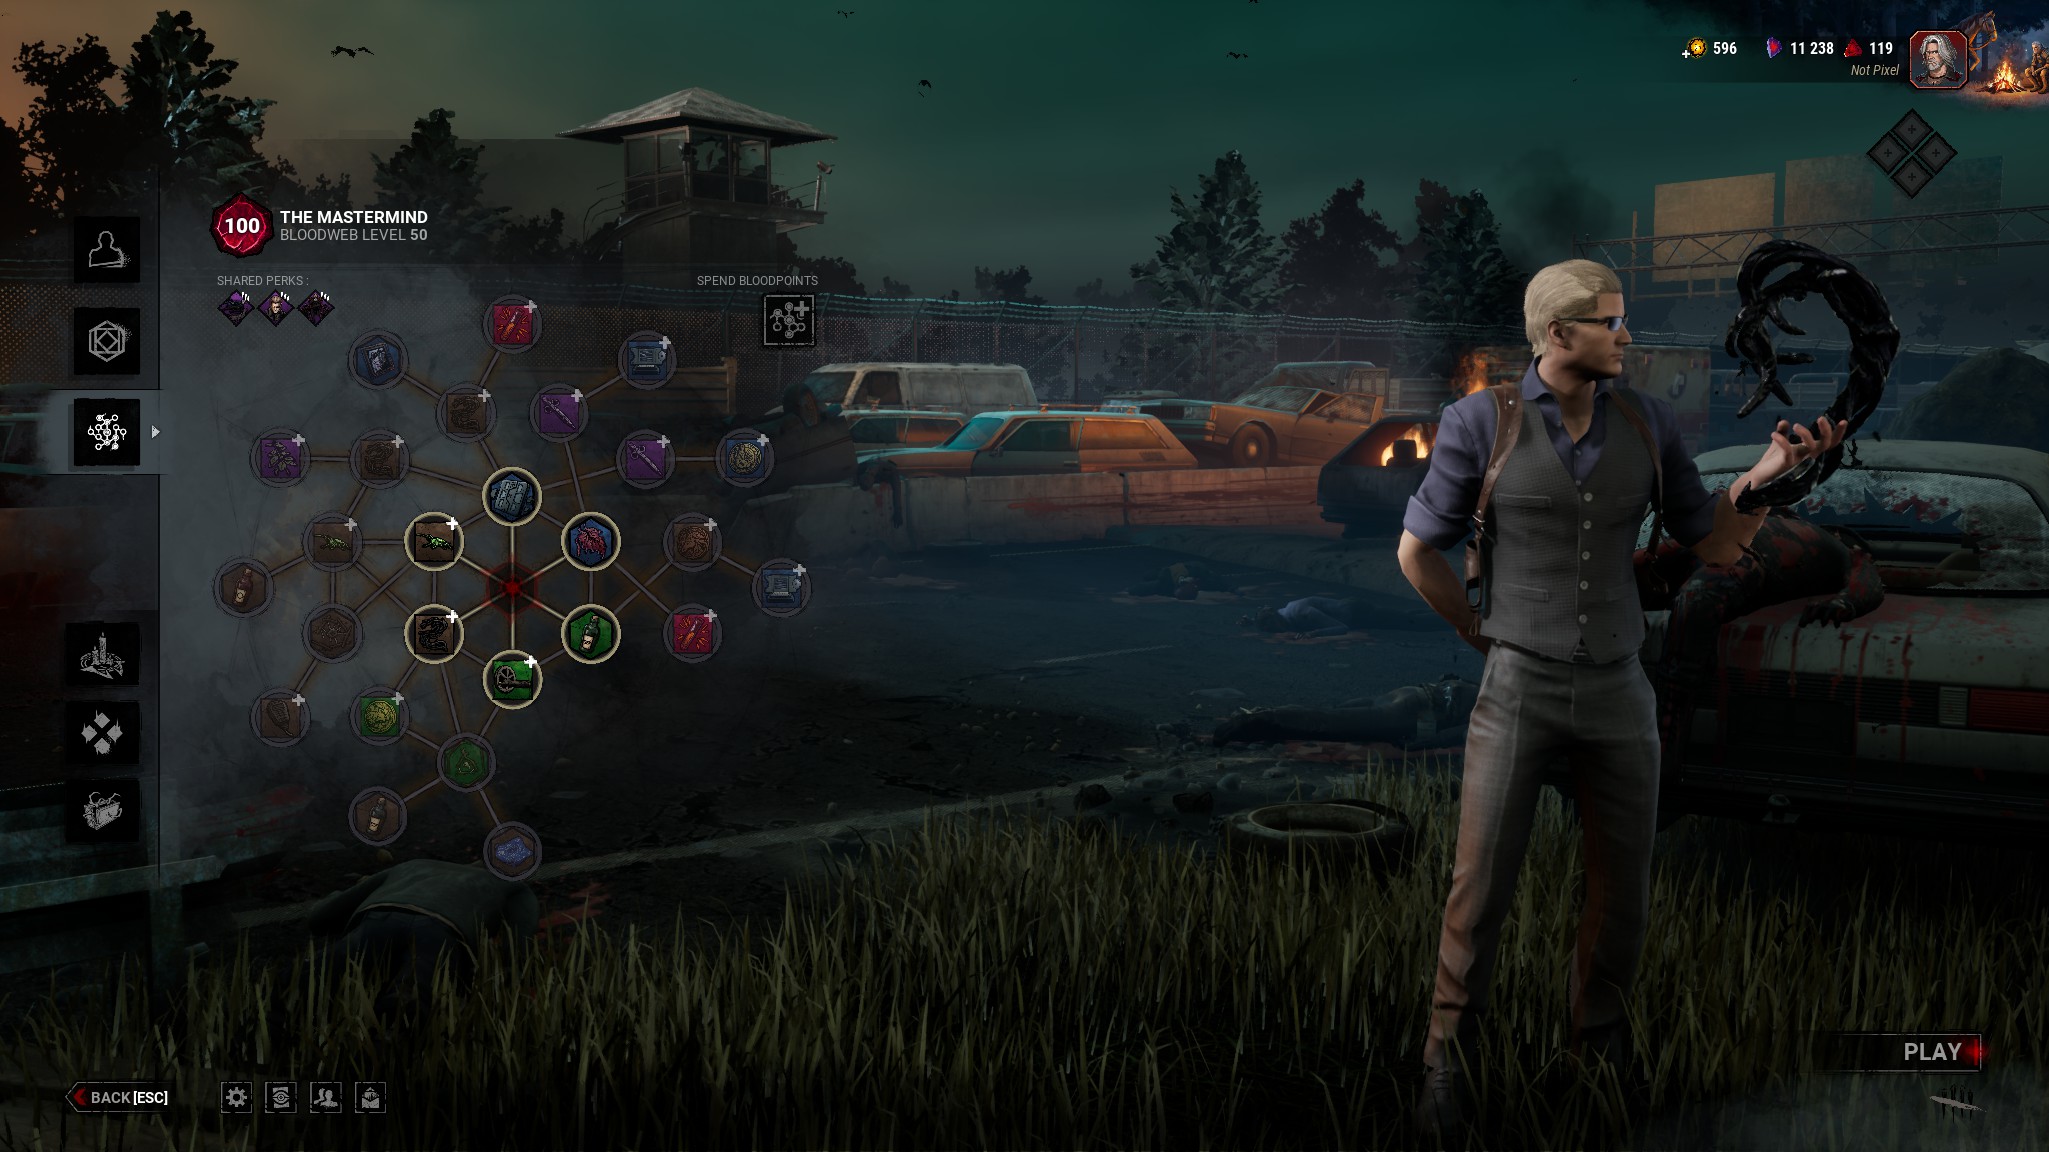 596 11 238 119
Not Pixel
100
THE MASTERMIND
BLOODWEB LEVEL 50
SHARED PERKS :
SPEND BLOODPOINTS
PLAY
BACK [ESC]